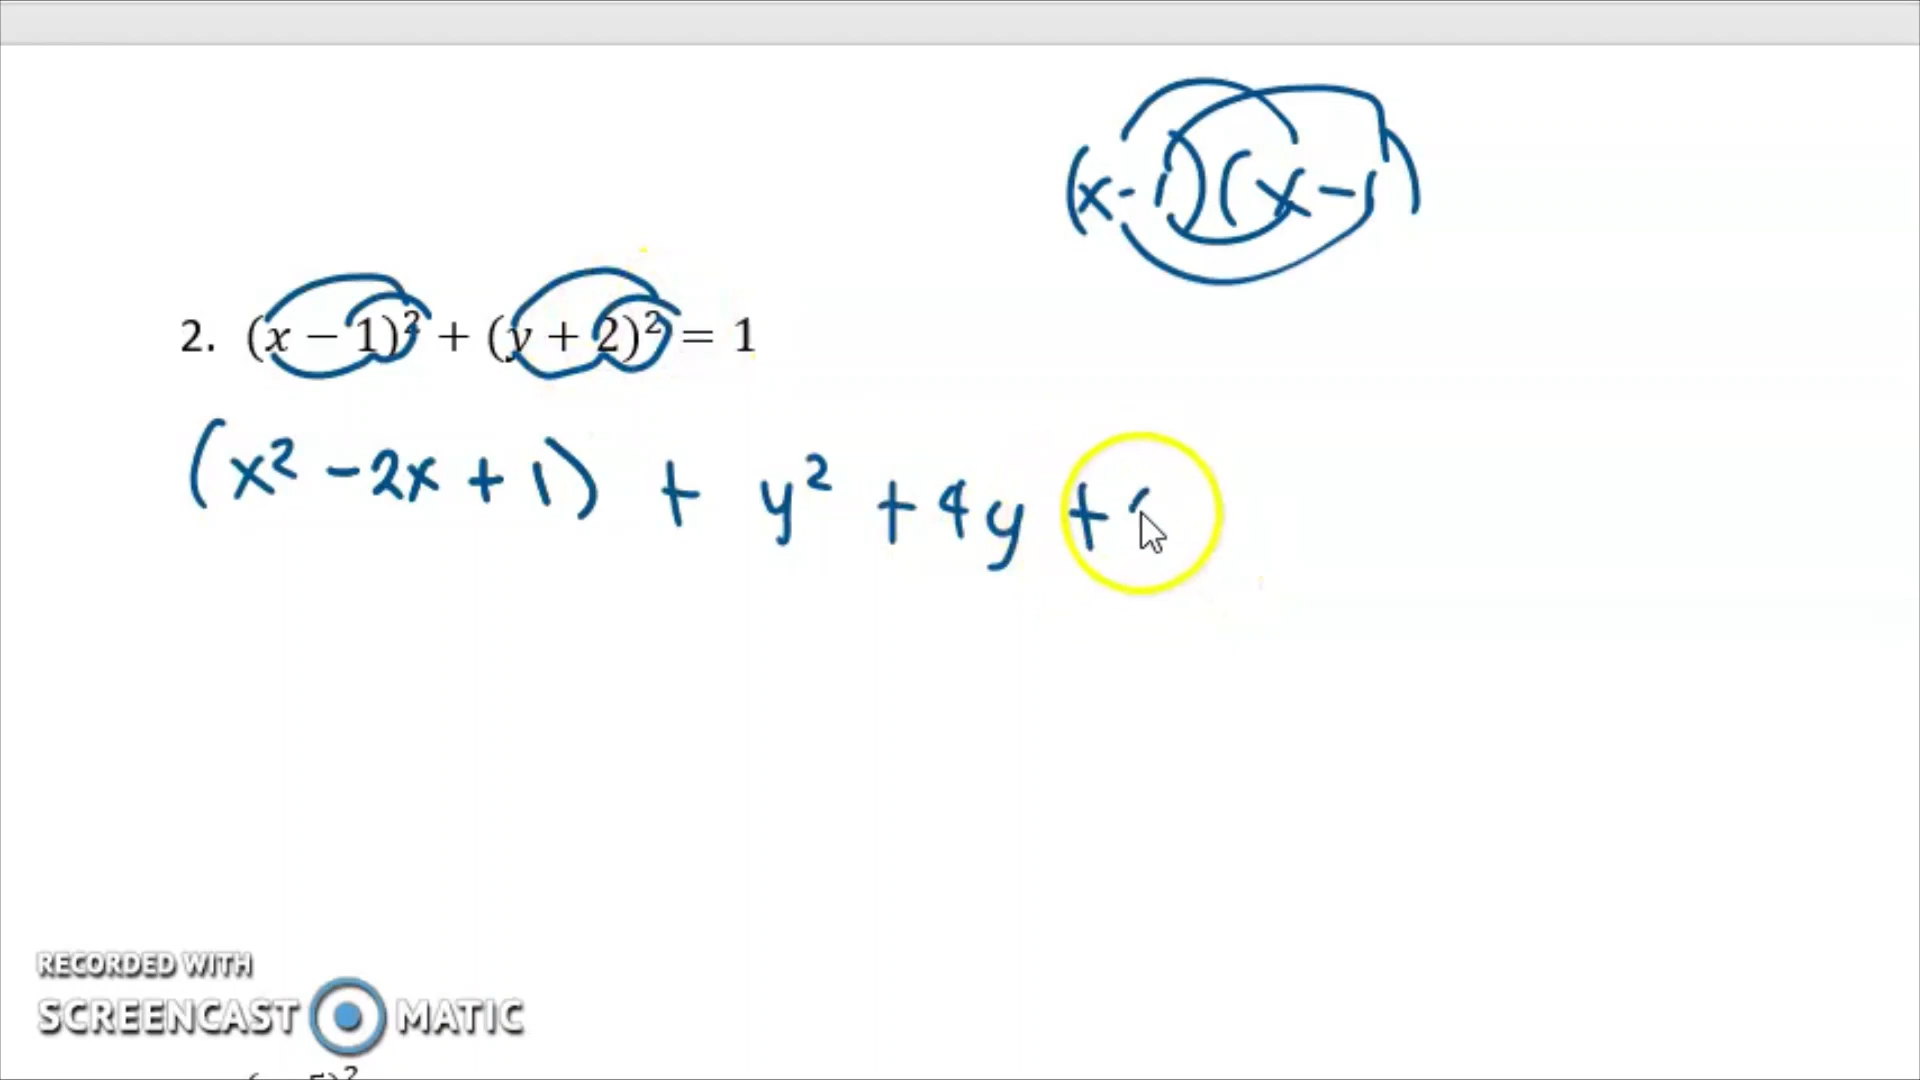 (x-1)(x-1)
2. (x − 1)² + (y + 2)² = 1
(x² -2x + 1) + y² + 4y +
RECORDED WITH
SCREENCAST MATIC